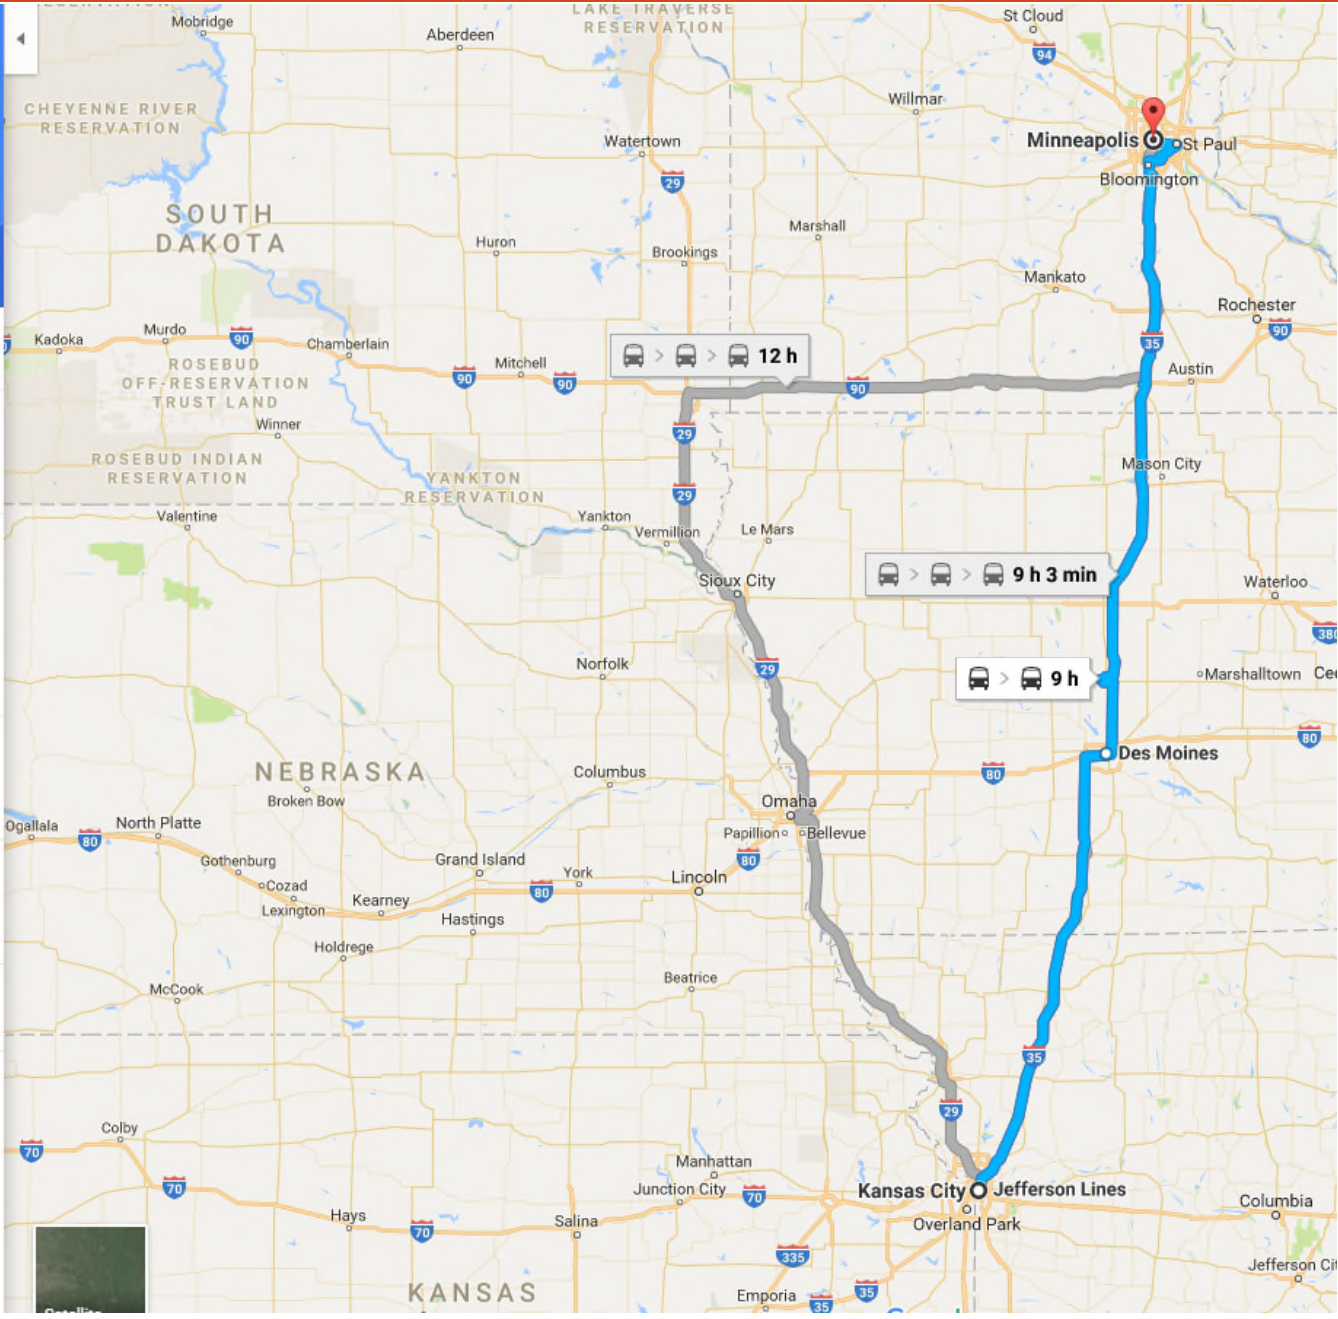 LAKE TRAVERSE
RESERVATION
Mobridge
Aberdeen
St Cloud
94
CHEYENNE RIVER
RESERVATION
Willmar
Watertown
Minneapolis
St Paul
Bloomington
29
SOUTH
DAKOTA
Huron
Brookings
Marshall
Mankato
Rochester
90
Kadoka
Murdo
90
Chamberlain
35
12 h
ROSEBUD
OFF-RESERVATION
TRUST LAND
Mitchell
90
90
90
Austin
Winner
29
ROSEBUD INDIAN
RESERVATION
Mason City
YANKTON
RESERVATION
29
Valentine
Yankton
Vermillion
Le Mars
Sioux City
9 h 3 min
Waterloo
380
Norfolk
29
9 h
Marshalltown
80
Des Moines
NEBRASKA
Columbus
80
Broken Bow
Omaha
Ogallala
North Platte
80
Papillion
Bellevue
Gothenburg
Grand Island
80
York
Lincoln
Cozad
Lexington
Kearney
80
Hastings
Holdrege
Beatrice
McCook
35
29
Colby
70
Manhattan
70
Junction City
70
Kansas City
Jefferson Lines
Columbia
Overland Park
Hays
70
Salina
335
KANSAS
Emporia
35
35